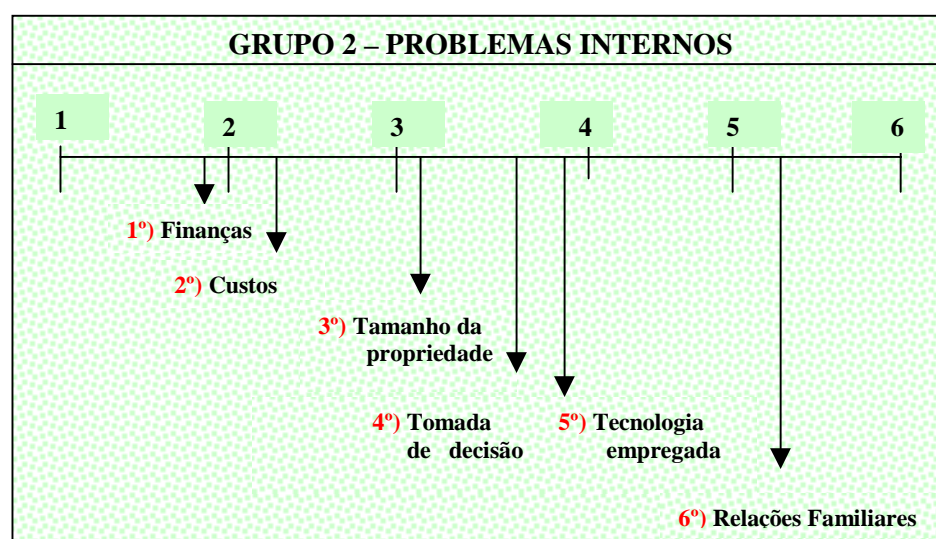 GRUPO 2 – PROBLEMAS INTERNOS
1 2 3 4 5 6
1º) Finanças
2º) Custos
3º) Tamanho da
propriedade
4º) Tomada
de decisão
5º) Tecnologia
empregada
6º) Relações Familiares